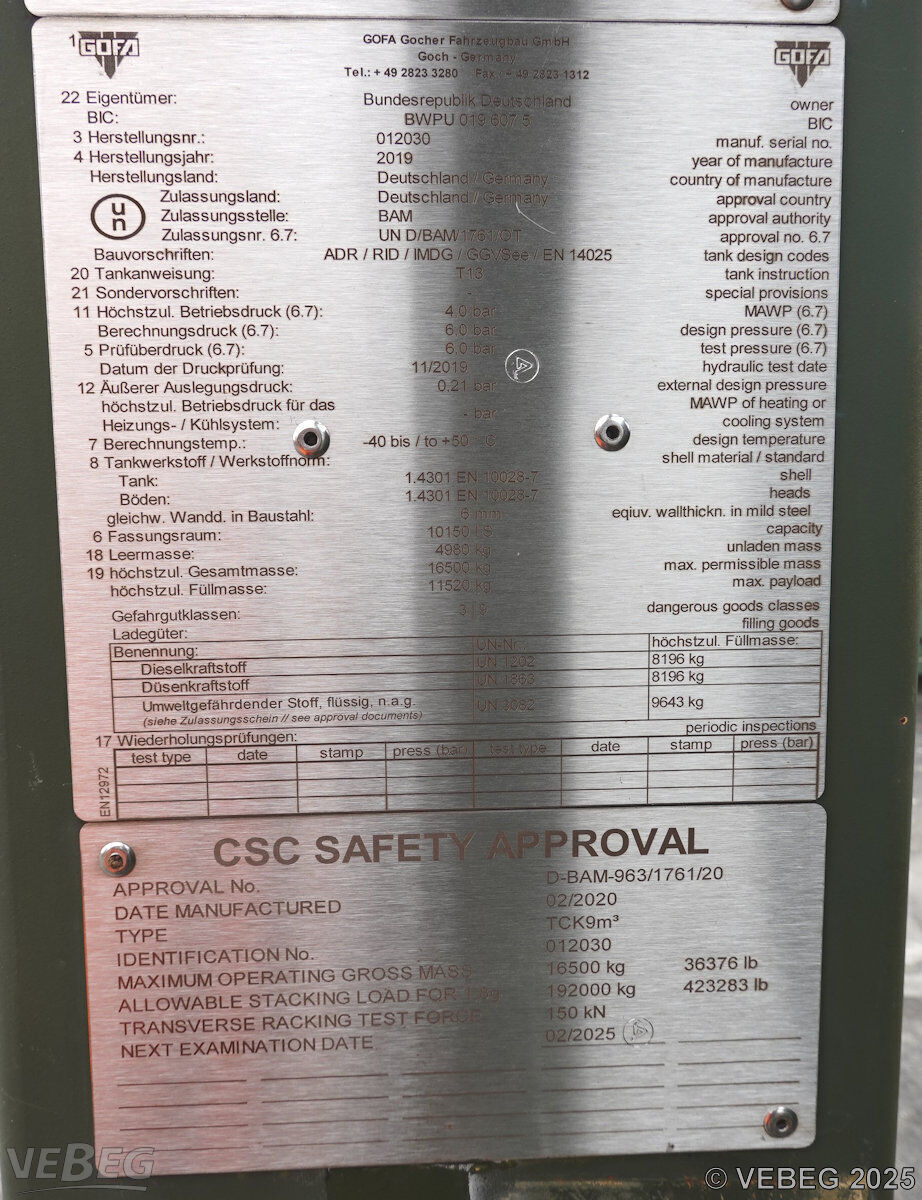 1 GOFA GOFA Gocher Fahrzeugbau GmbH GOFA
Goch - Germany
Tel.: + 49 2823 3280 Fax.: + 49 2823 1312
22 Eigentümer: Bundesrepublik Deutschland owner
BIC: BWPU 019 607 5 BIC
3 Herstellungsnr.: 012030 manuf. serial no.
4 Herstellungsjahr: 2019 year of manufacture
Herstellungsland: Deutschland / Germany country of manufacture
Zulassungsland: Deutschland / Germany approval country
un Zulassungsstelle: BAM approval authority
Zulassungsnr. 6.7: UN D/BAM/1761/OT approval no. 6.7
Bauvorschriften: ADR / RID / IMDG / GGVSee / EN 14025 tank design codes
20 Tankanweisung: T13 tank instruction
21 Sondervorschriften: - special provisions
11 Höchstzul. Betriebsdruck (6.7): 4.0 bar MAWP (6.7)
Berechnungsdruck (6.7): 6.0 bar design pressure (6.7)
5 Prüfüberdruck (6.7): 6.0 bar test pressure (6.7)
Datum der Druckprüfung: 11/2019 hydraulic test date
12 Äußerer Auslegungsdruck: 0.21 bar external design pressure
höchstzul. Betriebsdruck für das - bar MAWP of heating or
Heizungs- / Kühlsystem: cooling system
7 Berechnungstemp.: -40 bis / to +50 °C design temperature
8 Tankwerkstoff / Werkstoffnorm: shell material / standard
Tank: 1.4301 EN 10028-7 shell
Böden: 1.4301 EN 10028-7 heads
gleichw. Wandd. in Baustahl: 6 mm eqiuv. wallthickn. in mild steel
6 Fassungsraum: 10150 l S capacity
18 Leermasse: 4980 kg unladen mass
19 höchstzul. Gesamtmasse: 16500 kg max. permissible mass
höchstzul. Füllmasse: 11520 kg max. payload
Gefahrgutklassen: 3 | 9 dangerous goods classes
Ladegüter: filling goods
Benennung: UN-Nr.: höchstzul. Füllmasse:
Dieselkraftstoff UN 1202 8196 kg
Düsenkraftstoff UN 1863 8196 kg
Umweltgefährdender Stoff, flüssig, n.a.g. UN 3082 9643 kg
(siehe Zulassungsschein // see approval documents)
17 Wiederholungsprüfungen: periodic inspections
test type date stamp press (bar) test type date stamp press (bar)
EN12972
CSC SAFETY APPROVAL
APPROVAL No. D-BAM-963/1761/20
DATE MANUFACTURED 02/2020
TYPE TCK9m³
IDENTIFICATION No. 012030
MAXIMUM OPERATING GROSS MASS 16500 kg 36376 lb
ALLOWABLE STACKING LOAD FOR 1.8g 192000 kg 423283 lb
TRANSVERSE RACKING TEST FORCE 150 kN
NEXT EXAMINATION DATE 02/2025
VEBEG
© VEBEG 2025